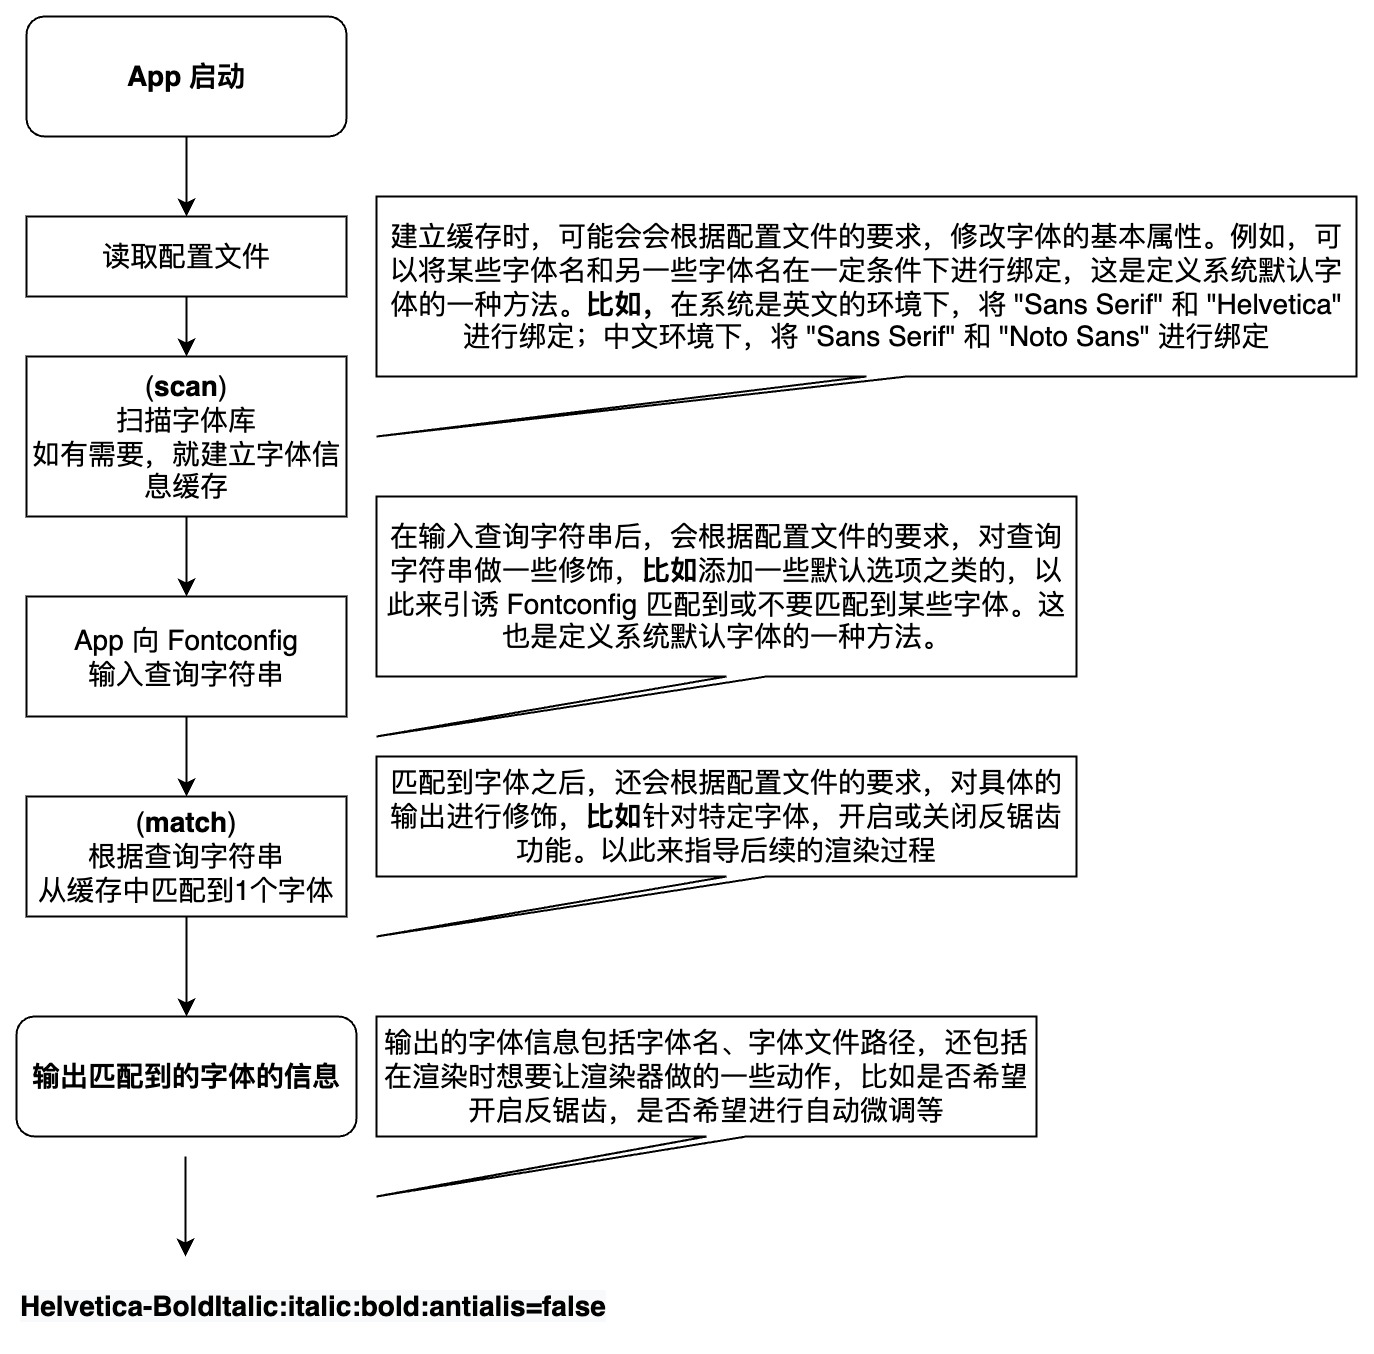 App 启动
读取配置文件
建立缓存时，可能会会根据配置文件的要求，修改字体的基本属性。例如，可
以将某些字体名和另一些字体名在一定条件下进行绑定，这是定义系统默认字
体的一种方法。比如，在系统是英文的环境下，将 "Sans Serif" 和 "Helvetica"
进行绑定；中文环境下，将 "Sans Serif" 和 "Noto Sans" 进行绑定
(scan)
扫描字体库
如有需要，就建立字体信
息缓存
在输入查询字符串后，会根据配置文件的要求，对查询
字符串做一些修饰，比如添加一些默认选项之类的，以
此来引诱 Fontconfig 匹配到或不要匹配到某些字体。这
也是定义系统默认字体的一种方法。
App 向 Fontconfig
输入查询字符串
匹配到字体之后，还会根据配置文件的要求，对具体的
输出进行修饰，比如针对特定字体，开启或关闭反锯齿
功能。以此来指导后续的渲染过程
(match)
根据查询字符串
从缓存中匹配到1个字体
输出匹配到的字体的信息
输出的字体信息包括字体名、字体文件路径，还包括
在渲染时想要让渲染器做的一些动作，比如是否希望
开启反锯齿，是否希望进行自动微调等
Helvetica-BoldItalic:italic:bold:antialis=false